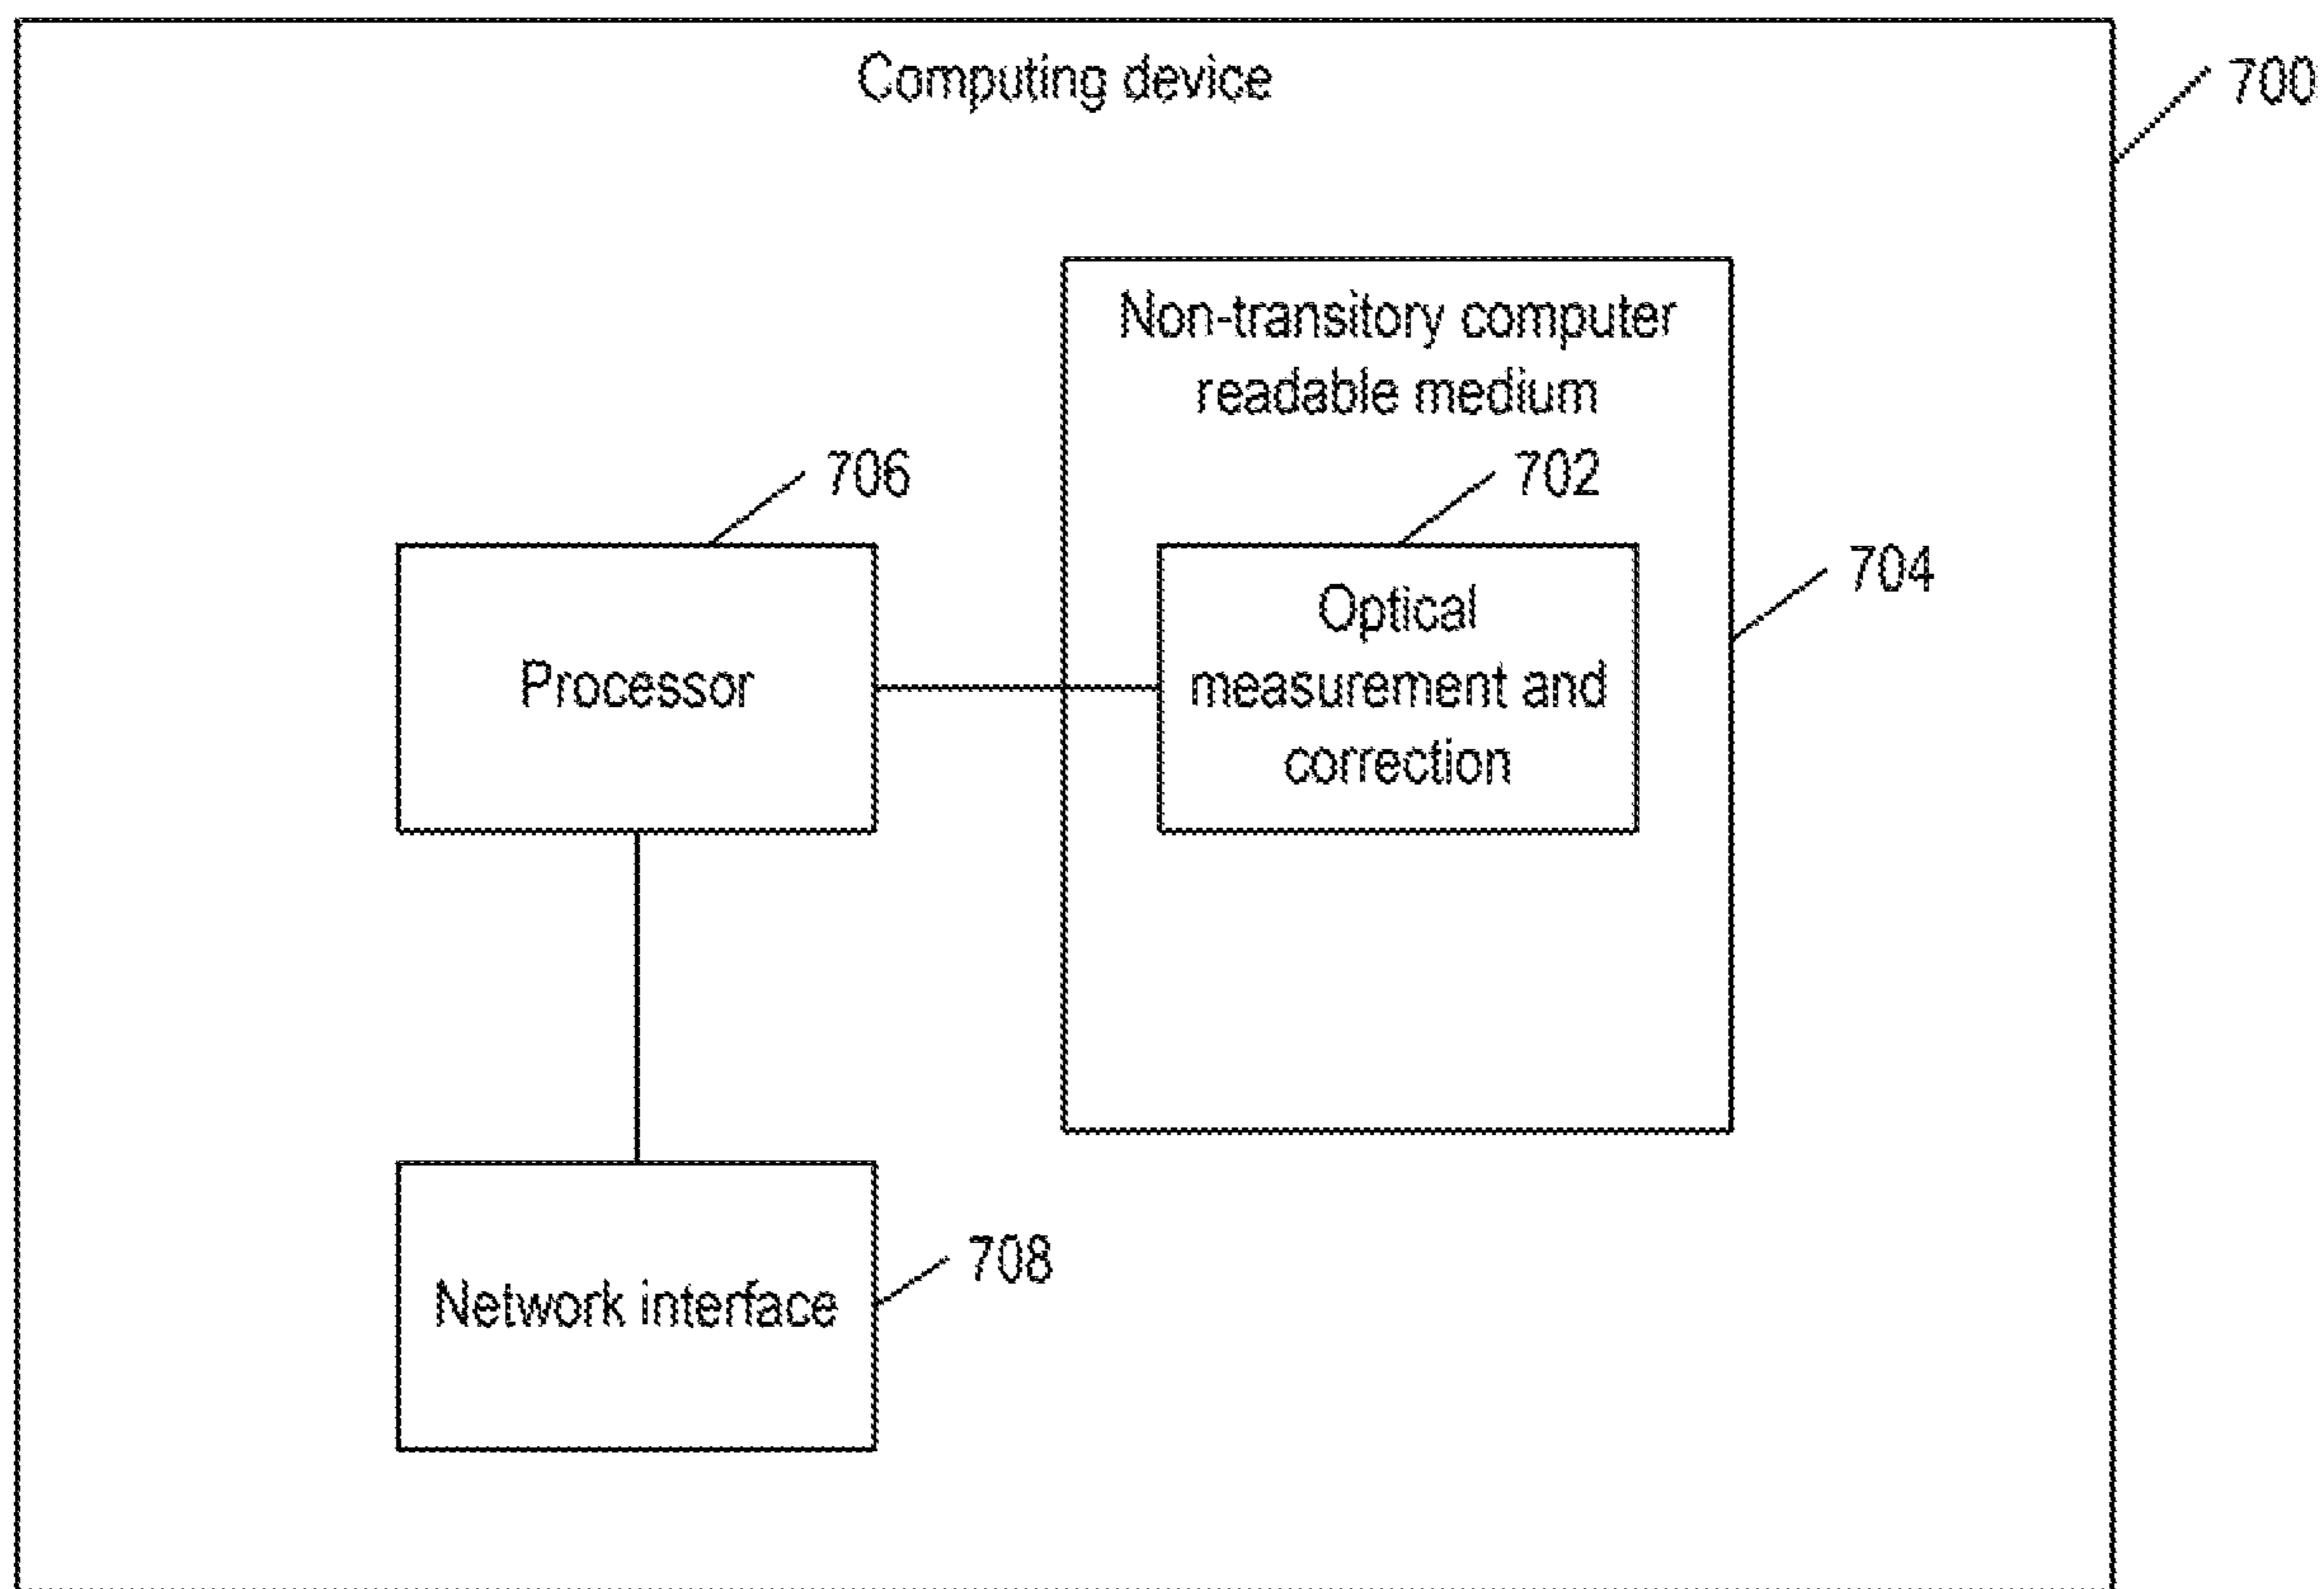 Computing device
700
Non-transitory computer
readable medium
706
702
704
Processor
Optical
measurement and
correction
Network interface
708